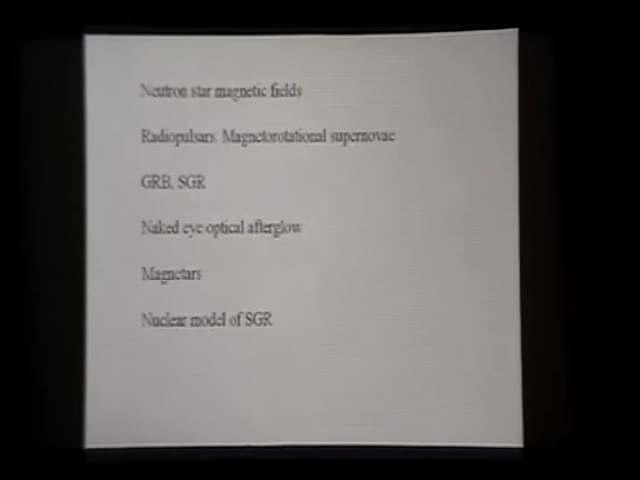 Neutron star magnetic fields
Radiopulsars. Magnetorotational supernovae
GRB, SGR
Naked eye optical afterglow
Magnetars
Nuclear model of SGR